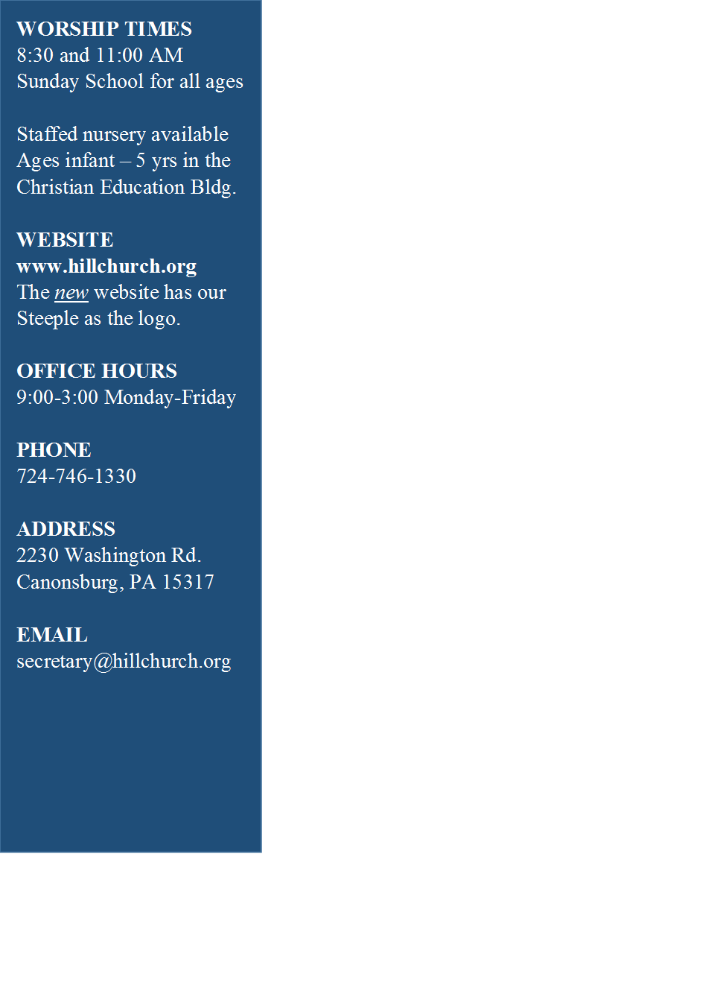 WORSHIP TIMES
8:30 and 11:00 AM
Sunday School for all ages
Staffed nursery available
Ages infant – 5 yrs in the
Christian Education Bldg.
WEBSITE
www.hillchurch.org
The new website has our
Steeple as the logo.
OFFICE HOURS
9:00-3:00 Monday-Friday
PHONE
724-746-1330
ADDRESS
2230 Washington Rd.
Canonsburg, PA 15317
EMAIL
secretary@hillchurch.org